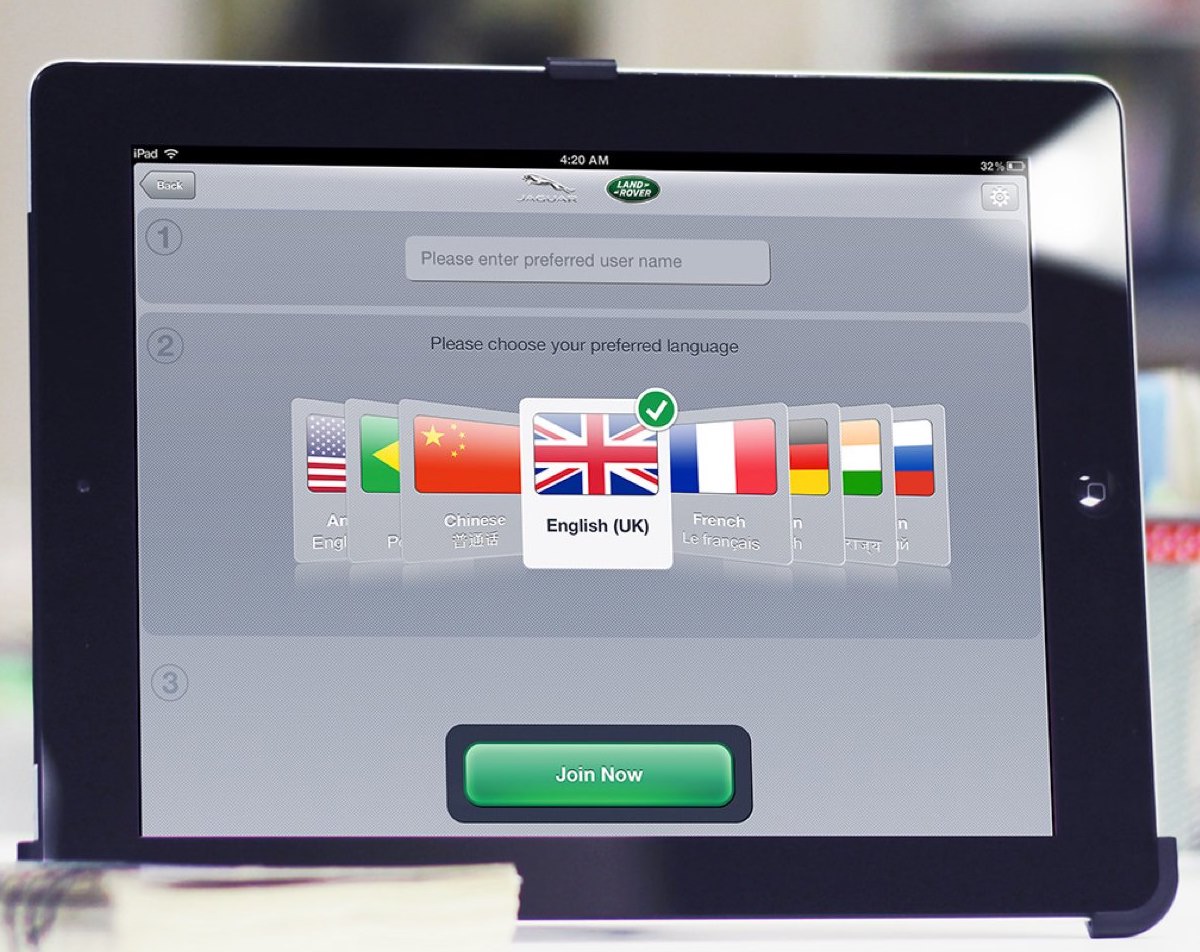 iPad
4:20 AM
32%
Back
JAGUAR
LAND-
-ROVER
1
Please enter preferred user name
2
Please choose your preferred language
Chinese
普通话
English (UK)
French
Le français
3
Join Now